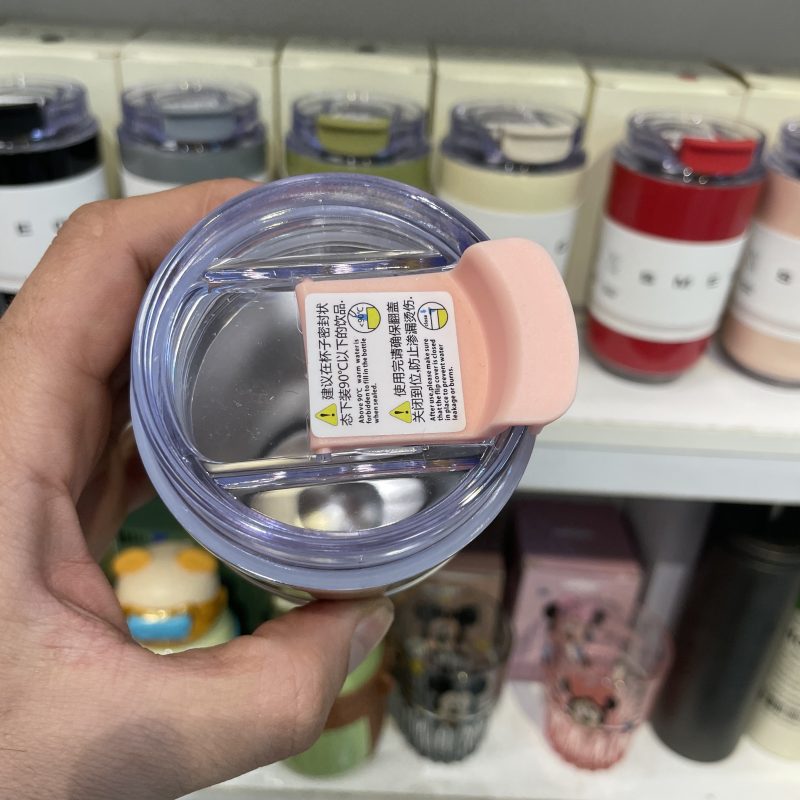 建议在杯子密封状
态下装90℃以下的饮品.
<90℃
Above 90℃ warm water is
forbidden to fill in the bottle
when sealed.
使用完请确保翻盖
关闭到位,防止渗漏烫伤.
close
After use,please make sure
that the flip cover is closed
in place to prevent water
leakage or burns.